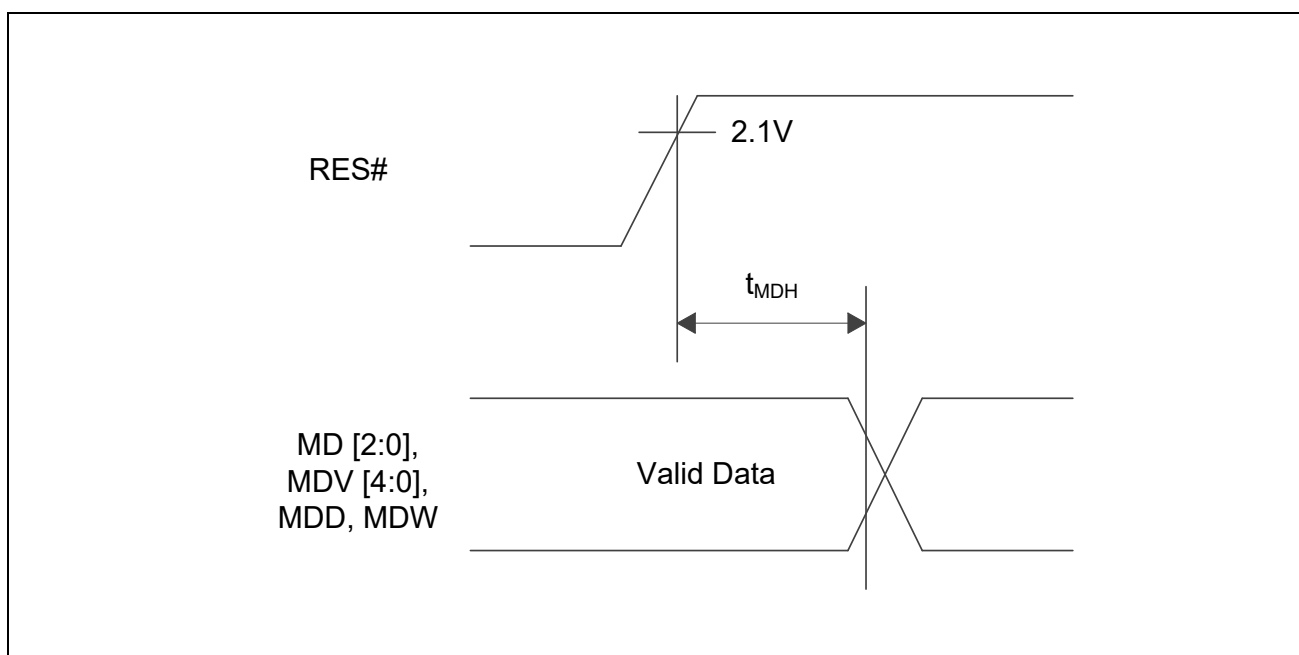 2.1V
RES#
tMDH
MD [2:0],
MDV [4:0],
MDD, MDW
Valid Data